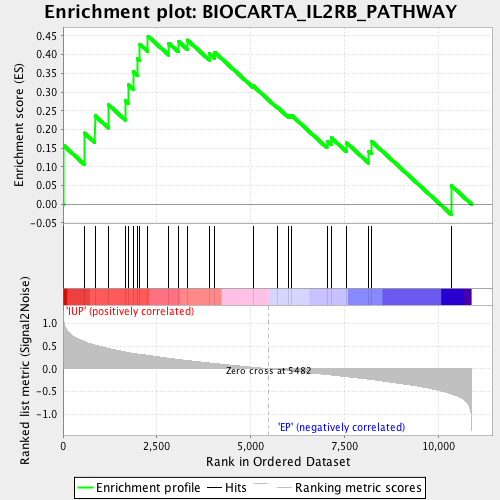 Enrichment plot: BIOCARTA_IL2RB_PATHWAY
Enrichment score (ES)
0.45
0.40
0.35
0.30
0.25
0.20
0.15
0.10
0.05
0.00
-0.05
'IUP' (positively correlated)
Ranked list metric (Signal2Noise)
1.0
0.5
0.0
-0.5
-1.0
Zero cross at 5482
'EP' (negatively correlated)
0
2,500
5,000
7,500
10,000
Rank in Ordered Dataset
Enrichment profile
Hits
Ranking metric scores